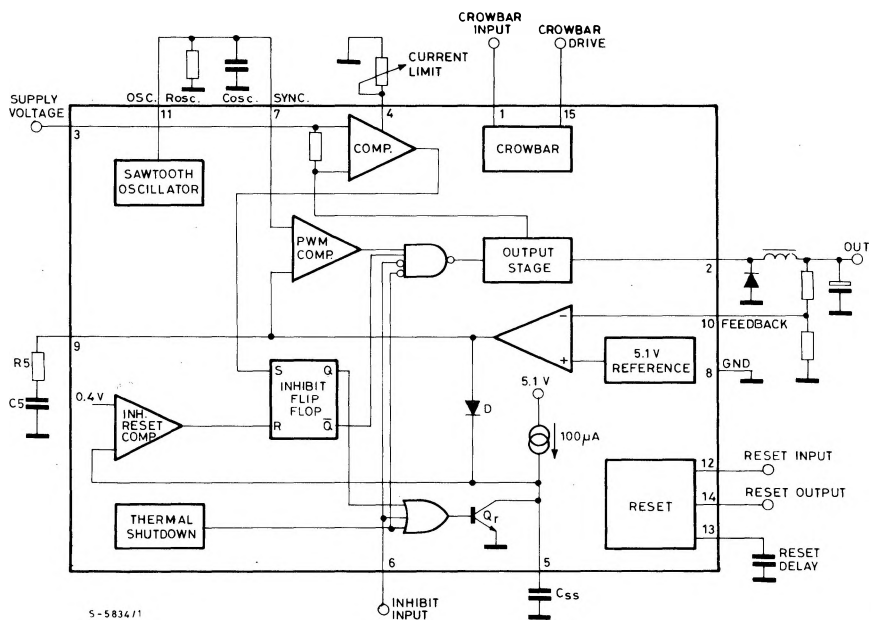 CROWBAR
INPUT
CROWBAR
DRIVE
CURRENT
LIMIT
SUPPLY
VOLTAGE
OSC. Rosc. Cosc. SYNC.
11
7
4
1
15
3
COMP.
CROWBAR
SAWTOOTH
OSCILLATOR
PWM
COMP.
OUTPUT
STAGE
OUT
2
9
10 FEEDBACK
R5
C5
0.4V
S Q
INHIBIT
FLIP
FLOP
R Q̅
INH.
RESET
COMP.
-
+
5.1 V
REFERENCE
8
GND
5.1 V
D
100µA
12
RESET INPUT
RESET
14
RESET OUTPUT
13
RESET
DELAY
THERMAL
SHUTDOWN
Qr
6
5
Css
INHIBIT
INPUT
S-5834/1